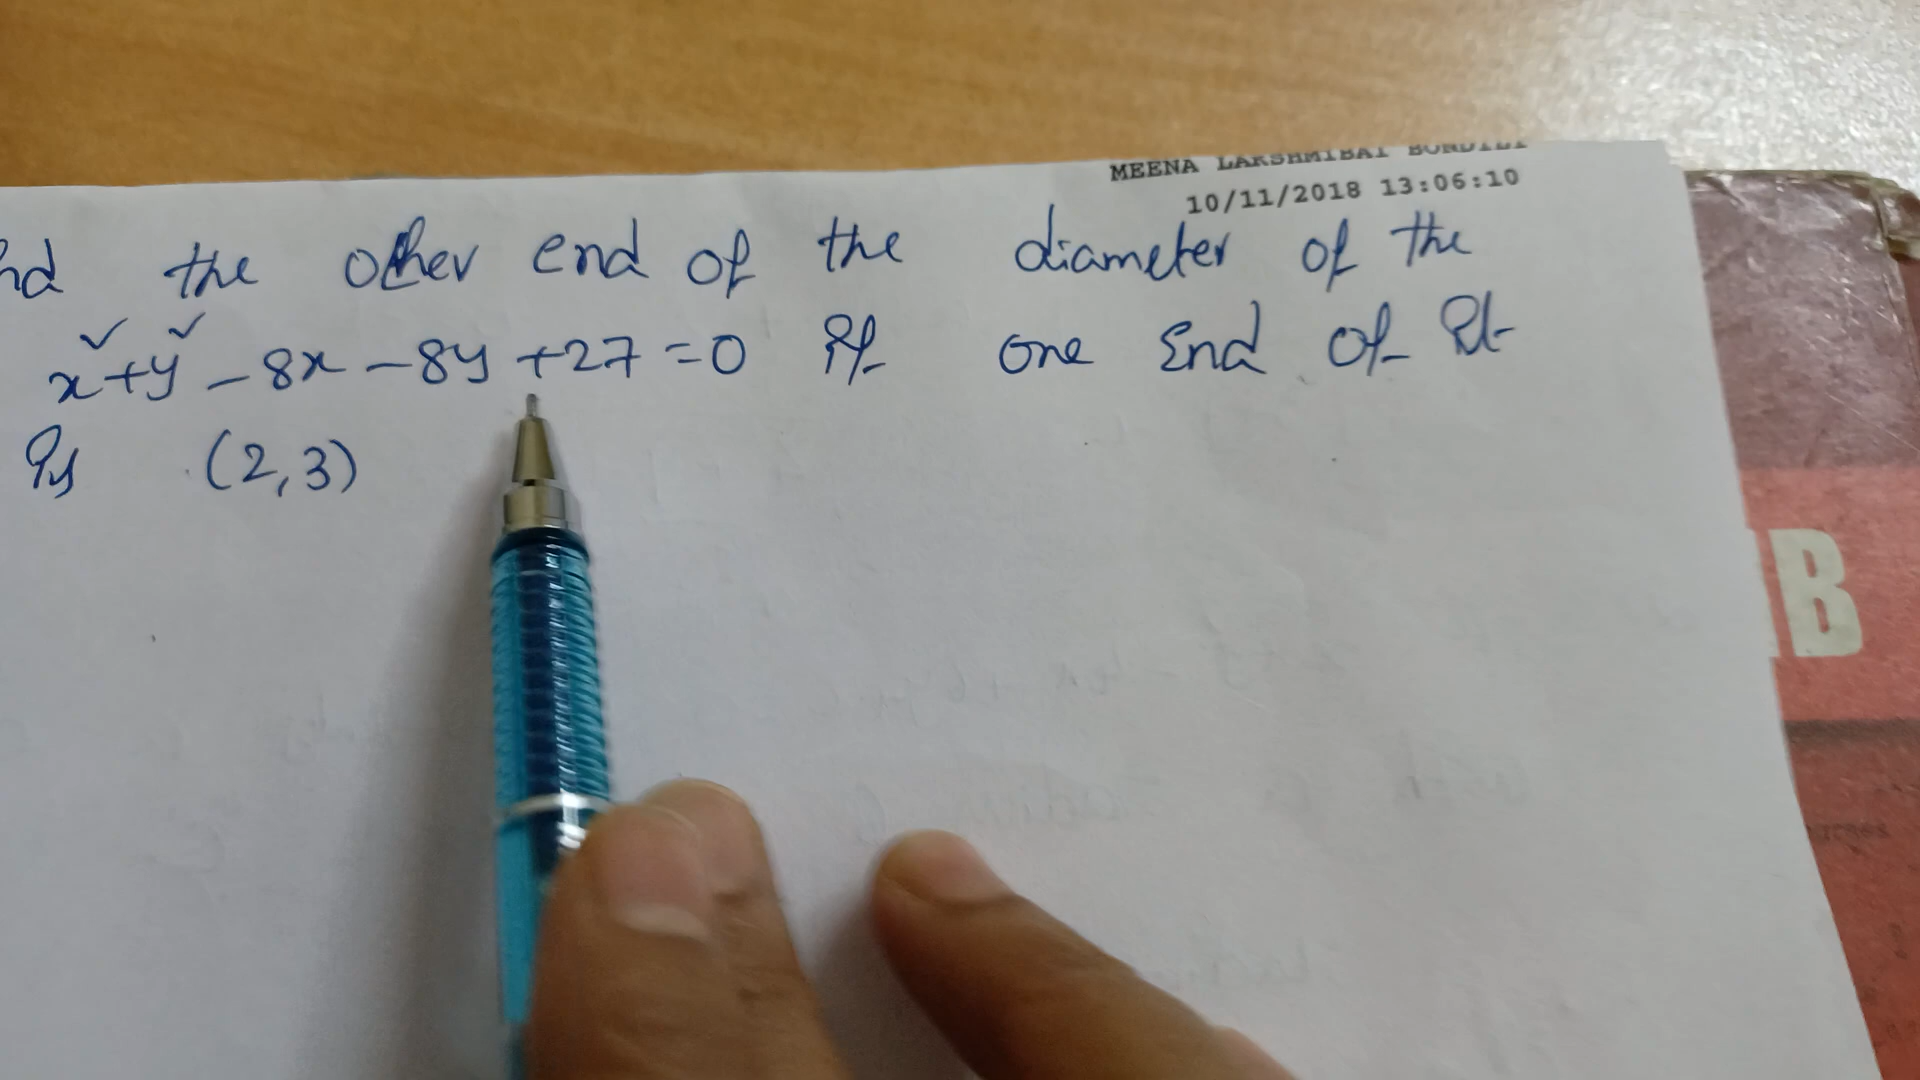 MEENA LAKSHMIBAI BONDILI
10/11/2018 13:06:10
nd the other end of the diameter of the
x²+y² -8x -8y +27 =0 if one End of it
is (2,3)
B